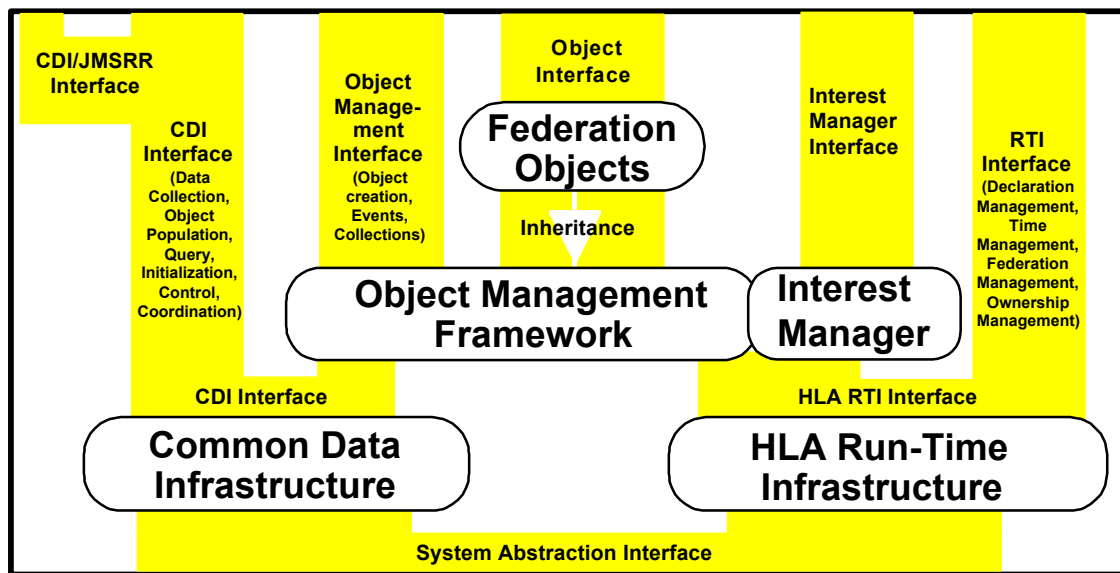 CDI/JMSRR
Interface
CDI
Interface
(Data
Collection,
Object
Population,
Query,
Initialization,
Control,
Coordination)
Object
Manage-
ment
Interface
(Object
creation,
Events,
Collections)
Object
Interface
Federation
Objects
Inheritance
Interest
Manager
Interface
RTI
Interface
(Declaration
Management,
Time
Management,
Federation
Management,
Ownership
Management)
Object Management
Framework
Interest
Manager
CDI Interface
HLA RTI Interface
Common Data
Infrastructure
HLA Run-Time
Infrastructure
System Abstraction Interface